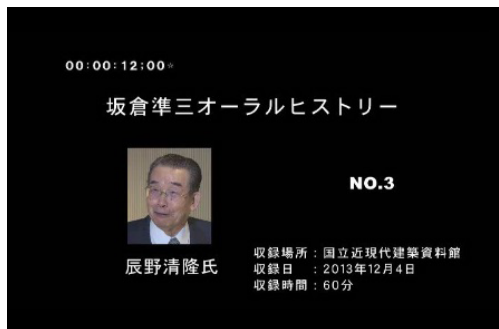 00:00:12:00☆
坂倉準三オーラルヒストリー
NO.3
辰野清隆氏
収録場所：国立近現代建築資料館
収録日　：2013年12月4日
収録時間：60分